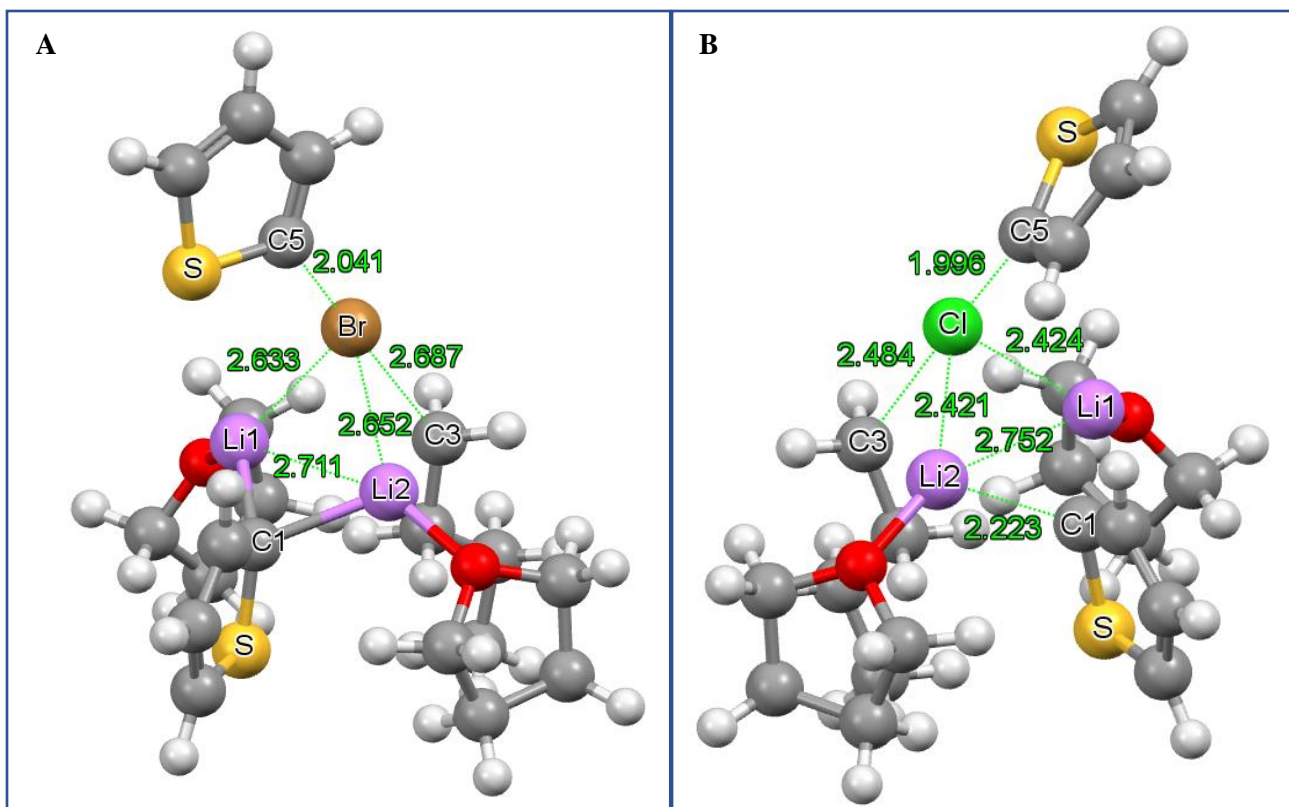 A
S
C5
2.041
Br
2.633
2.687
2.652
C3
Li1
2.711
Li2
C1
S
B
S
C5
1.996
Cl
2.484
2.424
2.421
Li1
C3
2.752
Li2
2.223
C1
S